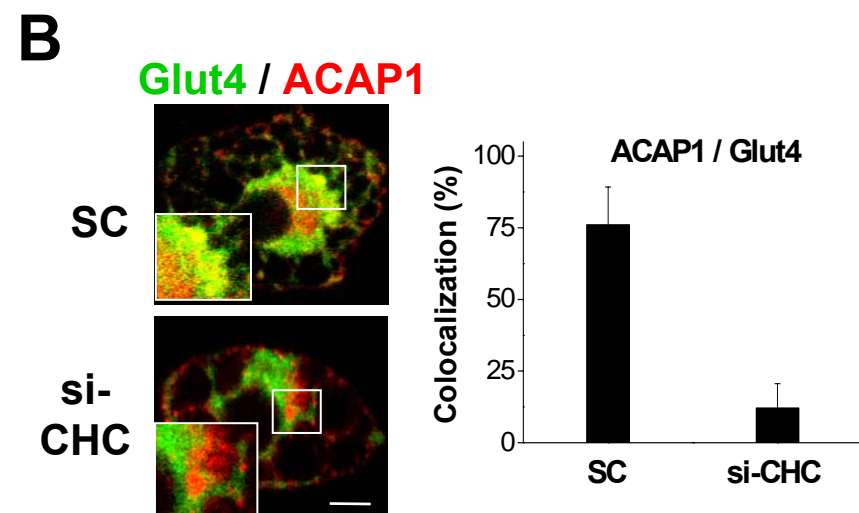 B
Glut4 / ACAP1
SC
si-
CHC
ACAP1 / Glut4
Colocalization (%)
100
75
50
25
0
SC si-CHC